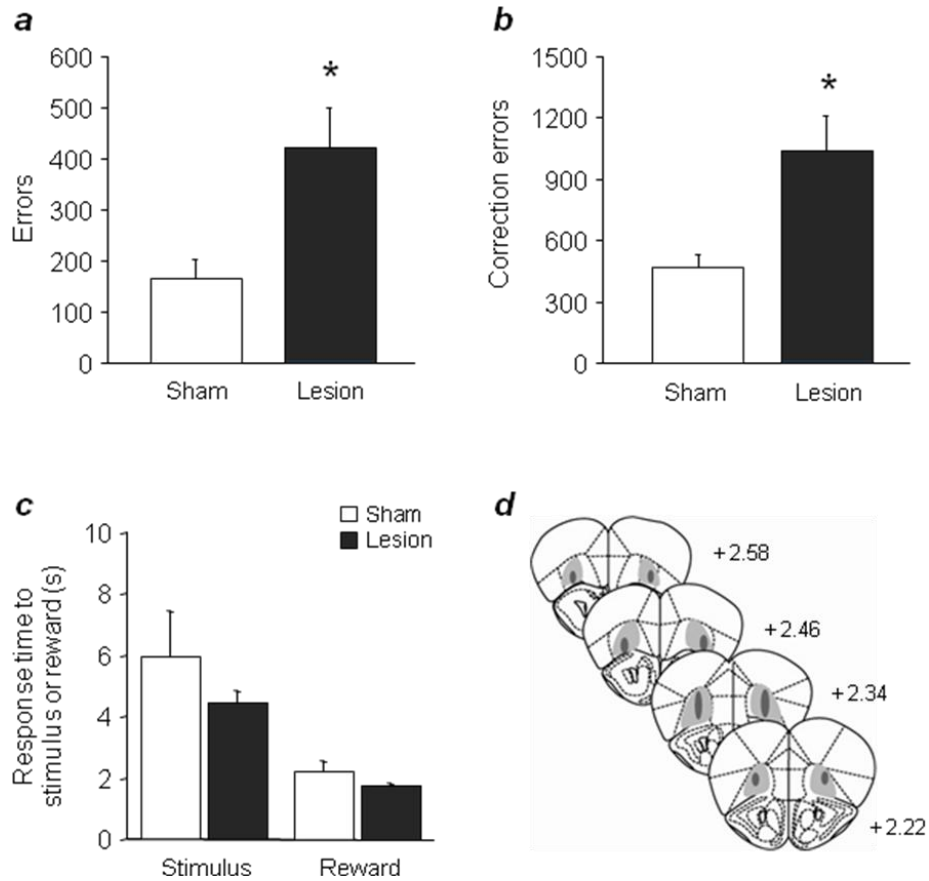 a
600
500
400
300
200
100
0
Errors
*
Sham Lesion
b
1500
1200
900
600
300
0
Correction errors
*
Sham Lesion
c
10
8
6
4
2
0
Response time to
stimulus or reward (s)
Sham
Lesion
Stimulus Reward
d
+2.58
+2.46
+2.34
+2.22